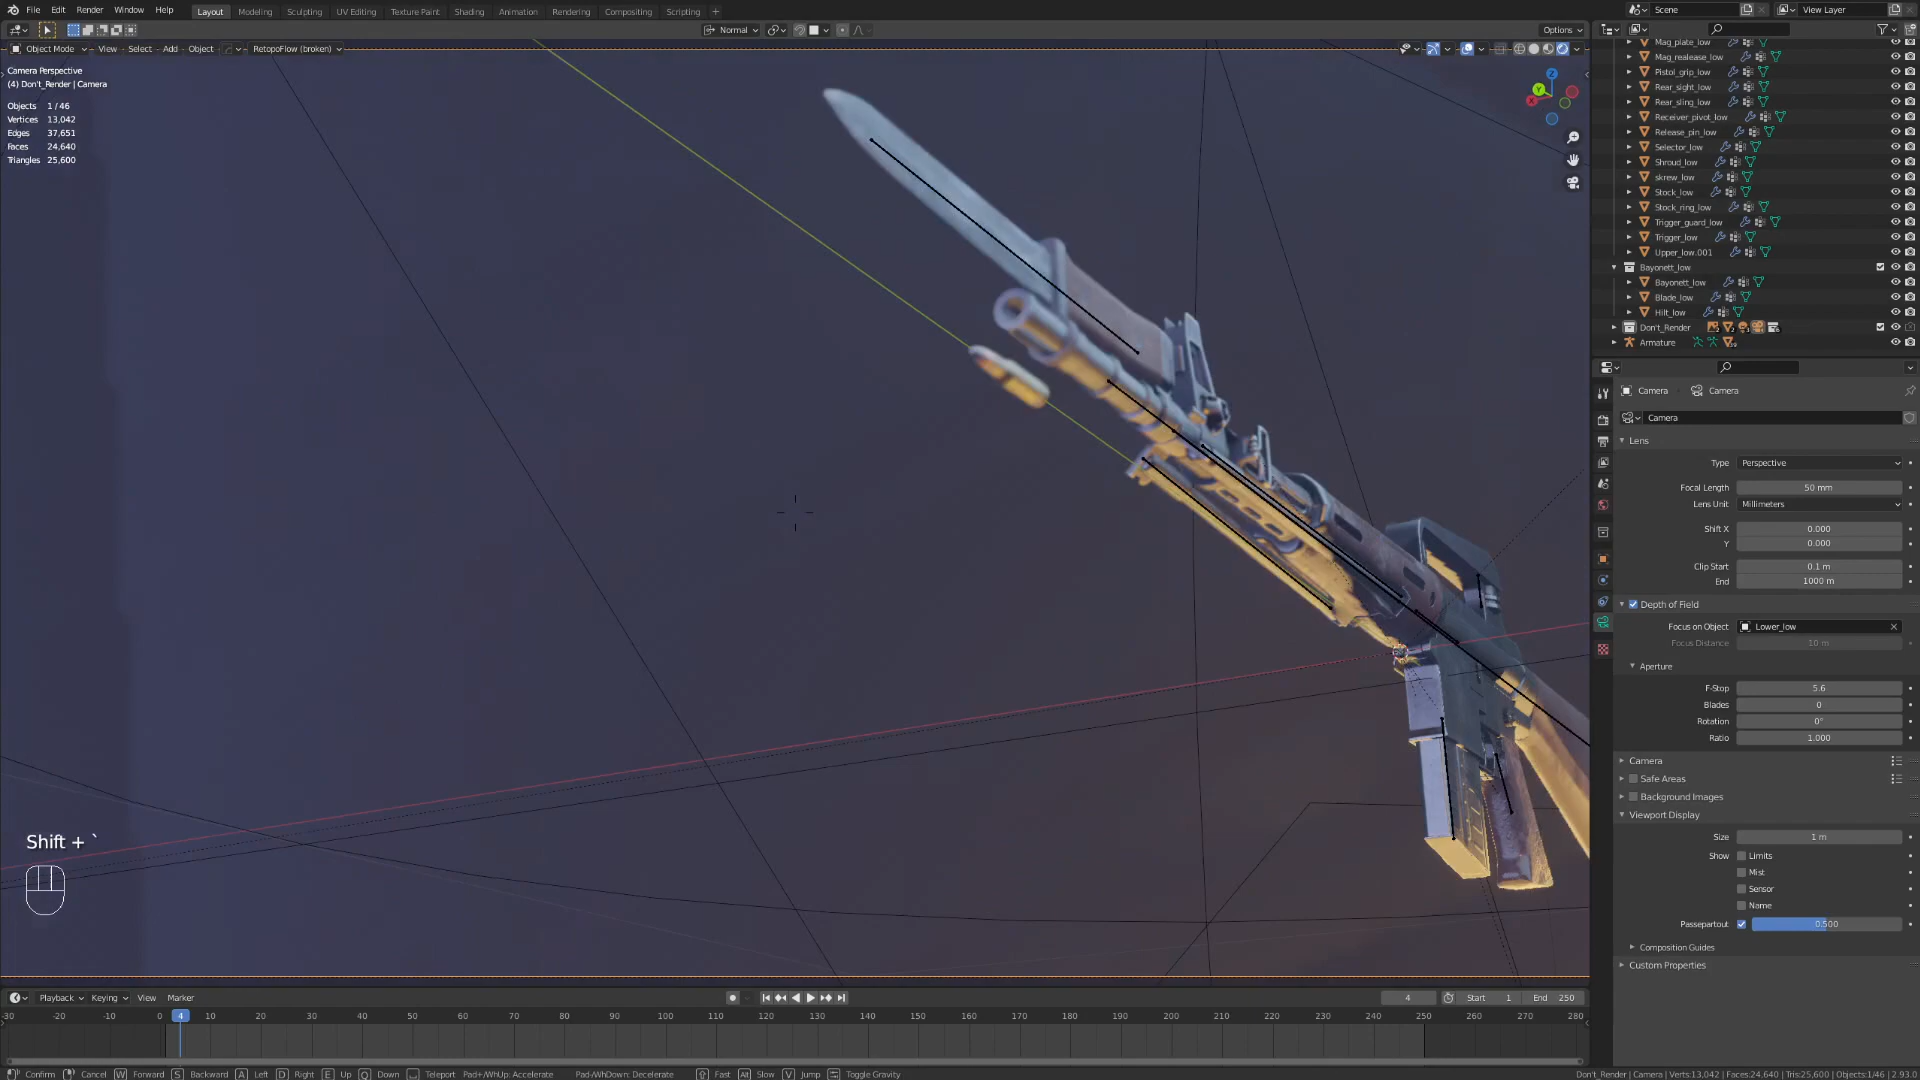 File Edit Render Window Help
Layout Modeling Sculpting UV Editing Texture Paint Shading Animation Rendering Compositing Scripting +
Scene
View Layer
Normal
Options
Object Mode View Select Add Object RetopoFlow (broken)
Camera Perspective
(4) Don't_Render | Camera
Objects 1 / 46
Vertices 13,042
Edges 37,651
Faces 24,640
Triangles 25,600
Z
Y
X
Mag_plate_low
Mag_realease_low
Pistol_grip_low
Rear_sight_low
Rear_sling_low
Receiver_pivot_low
Release_pin_low
Selector_low
Shroud_low
skrew_low
Stock_low
Stock_ring_low
Trigger_guard_low
Trigger_low
Upper_low.001
Bayonett_low
Bayonett_low
Blade_low
Hilt_low
Don't_Render
Armature
Camera Camera
Camera
Lens
Type Perspective
Focal Length 50 mm
Lens Unit Millimeters
Shift X 0.000
Y 0.000
Clip Start 0.1 m
End 1000 m
Depth of Field
Focus on Object Lower_low
Focus Distance 10 m
Aperture
F-Stop 5.6
Blades 0
Rotation 0°
Ratio 1.000
Camera
Safe Areas
Background Images
Viewport Display
Size 1 m
Show Limits
Mist
Sensor
Name
Passepartout 0.500
Composition Guides
Custom Properties
Shift + `
Playback Keying View Marker
4 Start 1 End 250
-30 -20 -10 0 4 10 20 30 40 50 60 70 80 90 100 110 120 130 140 150 160 170 180 190 200 210 220 230 240 250 260 270 280
Confirm Cancel W Forward S Backward A Left D Right E Up Q Down Teleport Pad+/WhUp: Accelerate Pad-/WhDown: Decelerate Fast Alt Slow V Jump Toggle Gravity
Don't_Render | Camera | Verts:13,042 | Faces:24,640 | Tris:25,600 | Objects:1/46 | 2.93.0